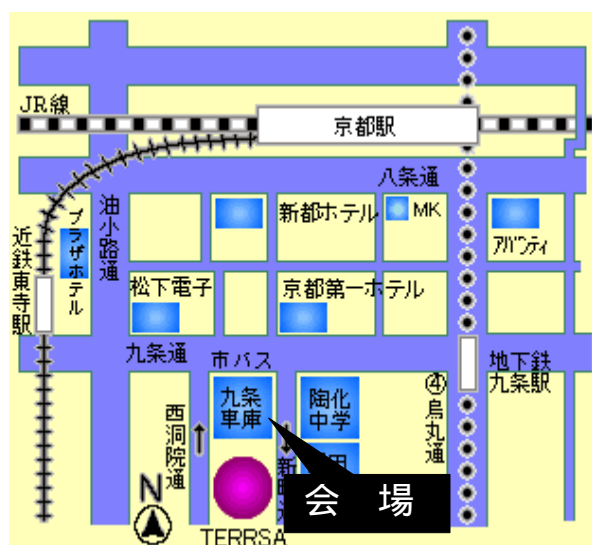 JR線
京都駅
八条通
油小路通
プラザホテル
新都ホテル
MK
アバンティ
近鉄東寺駅
松下電子
京都第一ホテル
九条通
市バス
九条
車庫
陶化
中学
④
烏丸通
地下鉄
九条駅
西洞院通
会 場
N
TERRSA